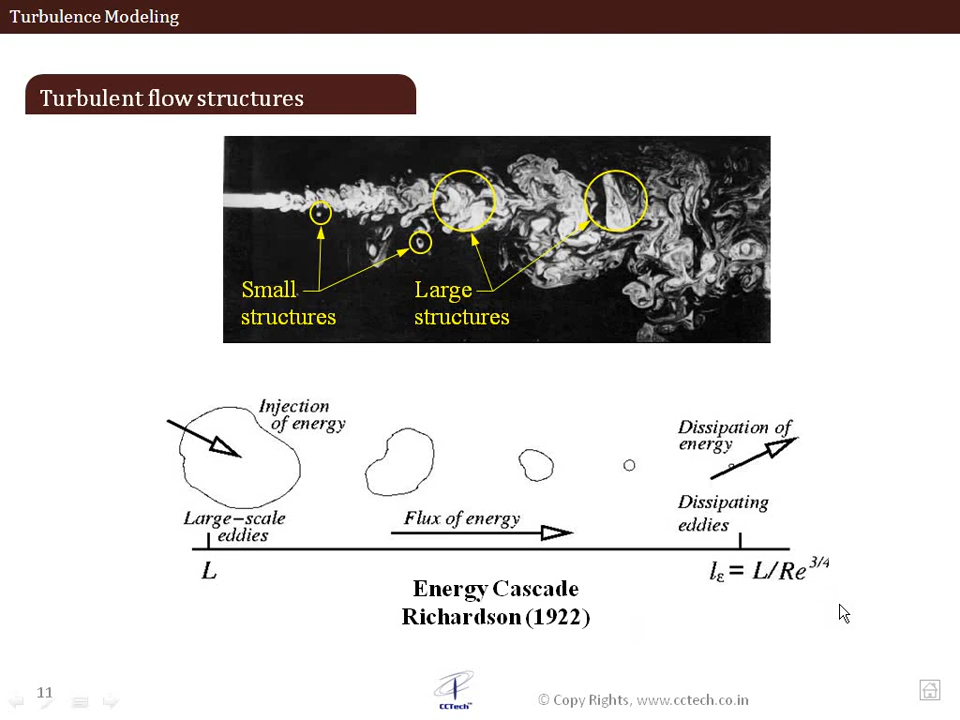 Turbulence Modeling
Turbulent flow structures
Small
structures
Large
structures
Injection
of energy
Dissipation of
energy
Large-scale
eddies
Flux of energy
Dissipating
eddies
L
lε = L/Re^3/4
Energy Cascade
Richardson (1922)
11
CCTech™
© Copy Rights, www.cctech.co.in